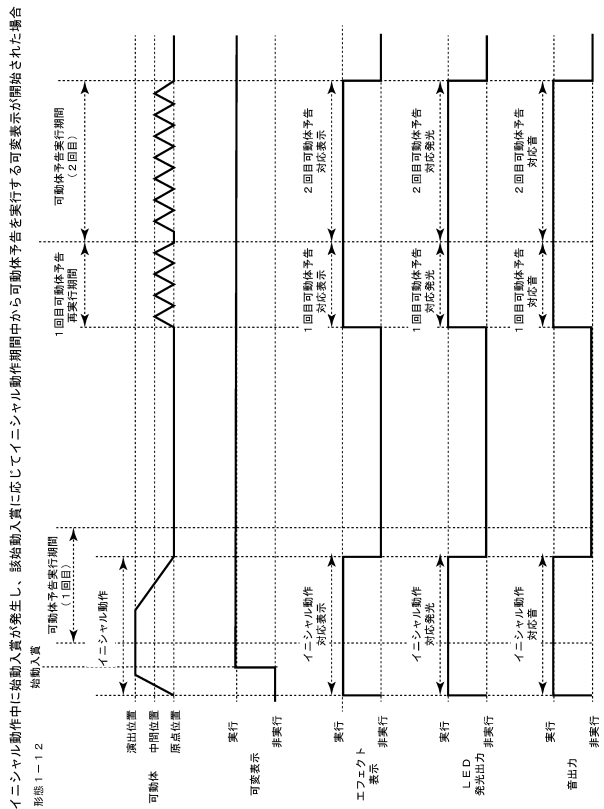 イニシャル動作中に始動入賞が発生し、該始動入賞に応じてイニシャル動作期間中から可動体予告を実行する可変表示が開始された場合
形態１－１２
始動入賞
可動体予告実行期間
（１回目）
１回目可動体予告
再実行期間
可動体予告実行期間
（２回目）
イニシャル動作
可動体
演出位置
中間位置
原点位置
可変表示
実行
非実行
エフェクト
表示
実行
非実行
イニシャル動作
対応表示
１回目可動体予告
対応表示
２回目可動体予告
対応表示
ＬＥＤ
発光出力
実行
非実行
イニシャル動作
対応発光
１回目可動体予告
対応発光
２回目可動体予告
対応発光
音出力
実行
非実行
イニシャル動作
対応音
１回目可動体予告
対応音
２回目可動体予告
対応音